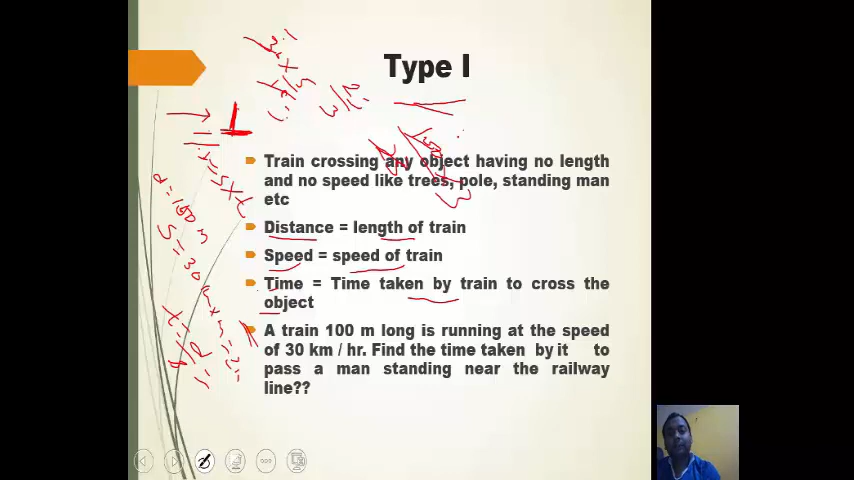 Type I
Train crossing any object having no length
and no speed like trees, pole, standing man
etc
Distance = length of train
Speed = speed of train
Time = Time taken by train to cross the
object
A train 100 m long is running at the speed
of 30 km / hr. Find the time taken by it to
pass a man standing near the railway
line??